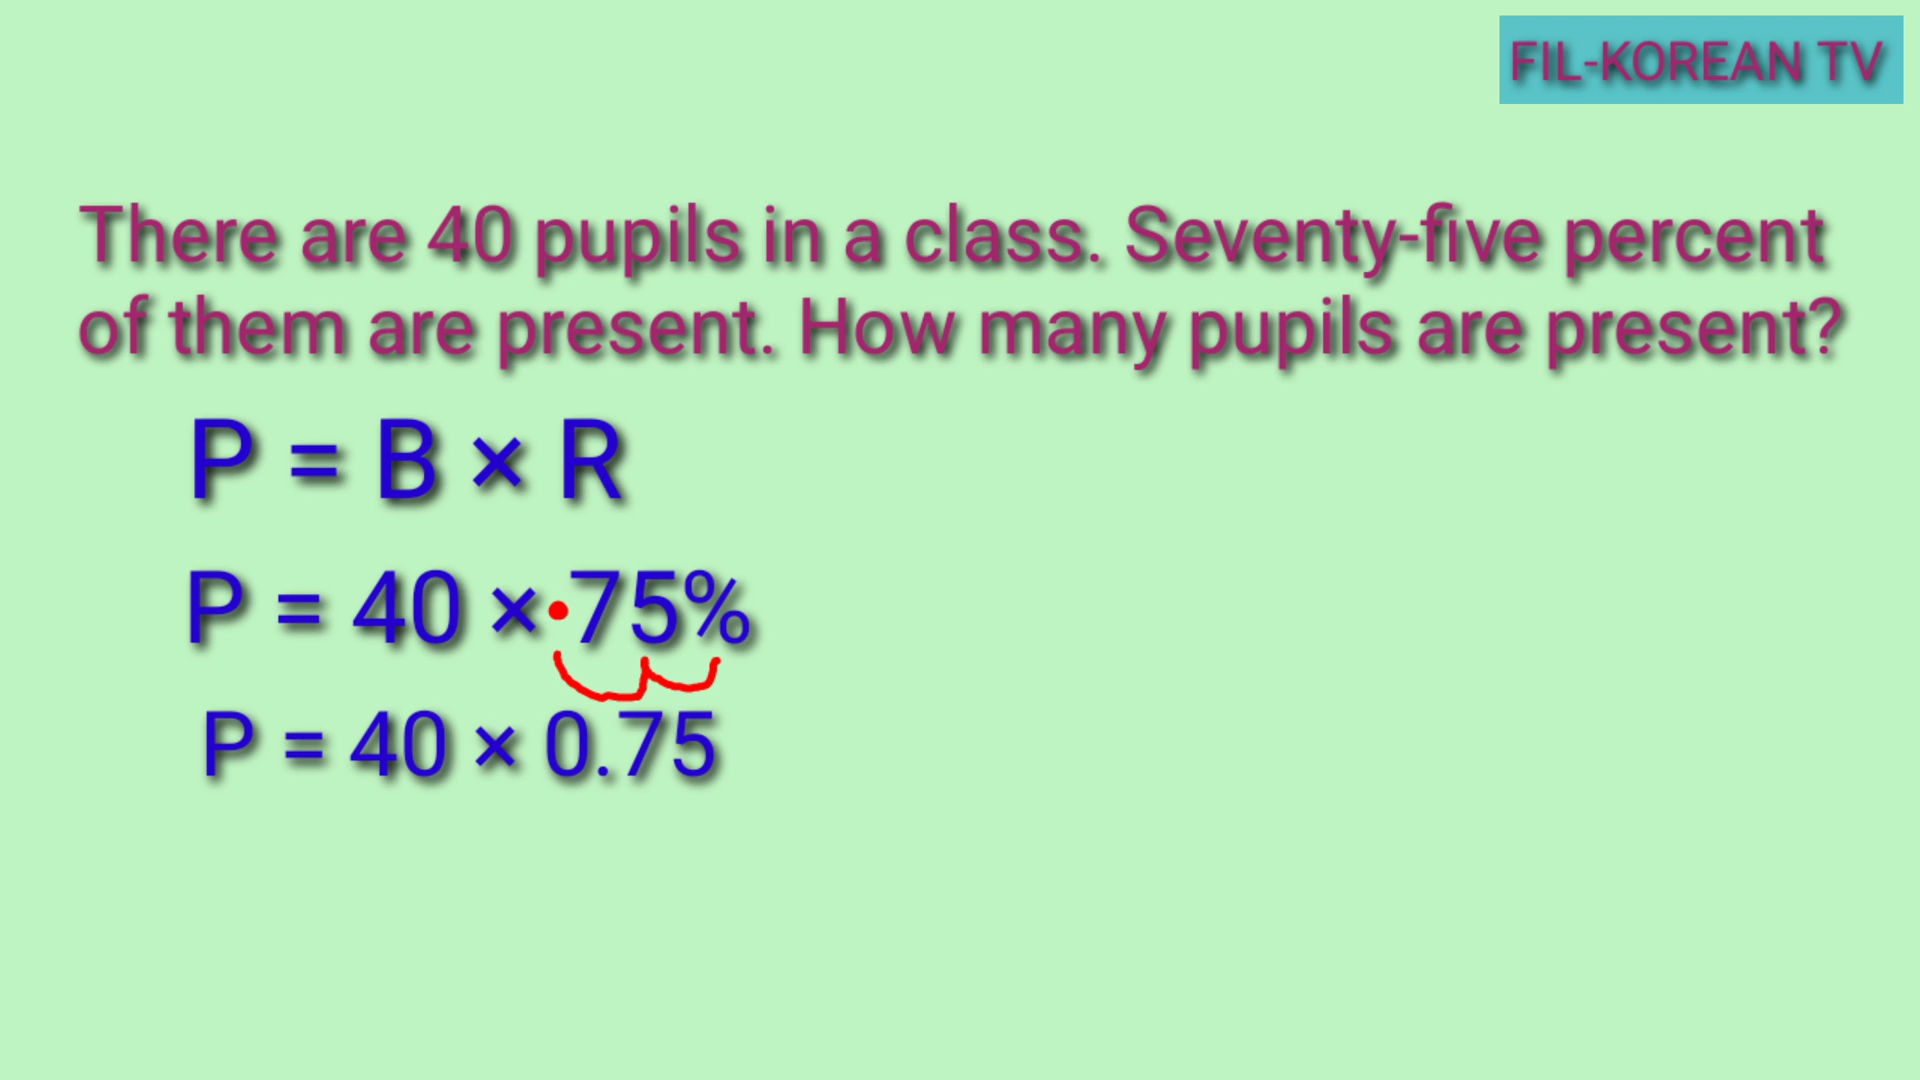 FIL-KOREAN TV
There are 40 pupils in a class. Seventy-five percent
of them are present. How many pupils are present?
P = B × R
P = 40 × .75%
P = 40 × 0.75